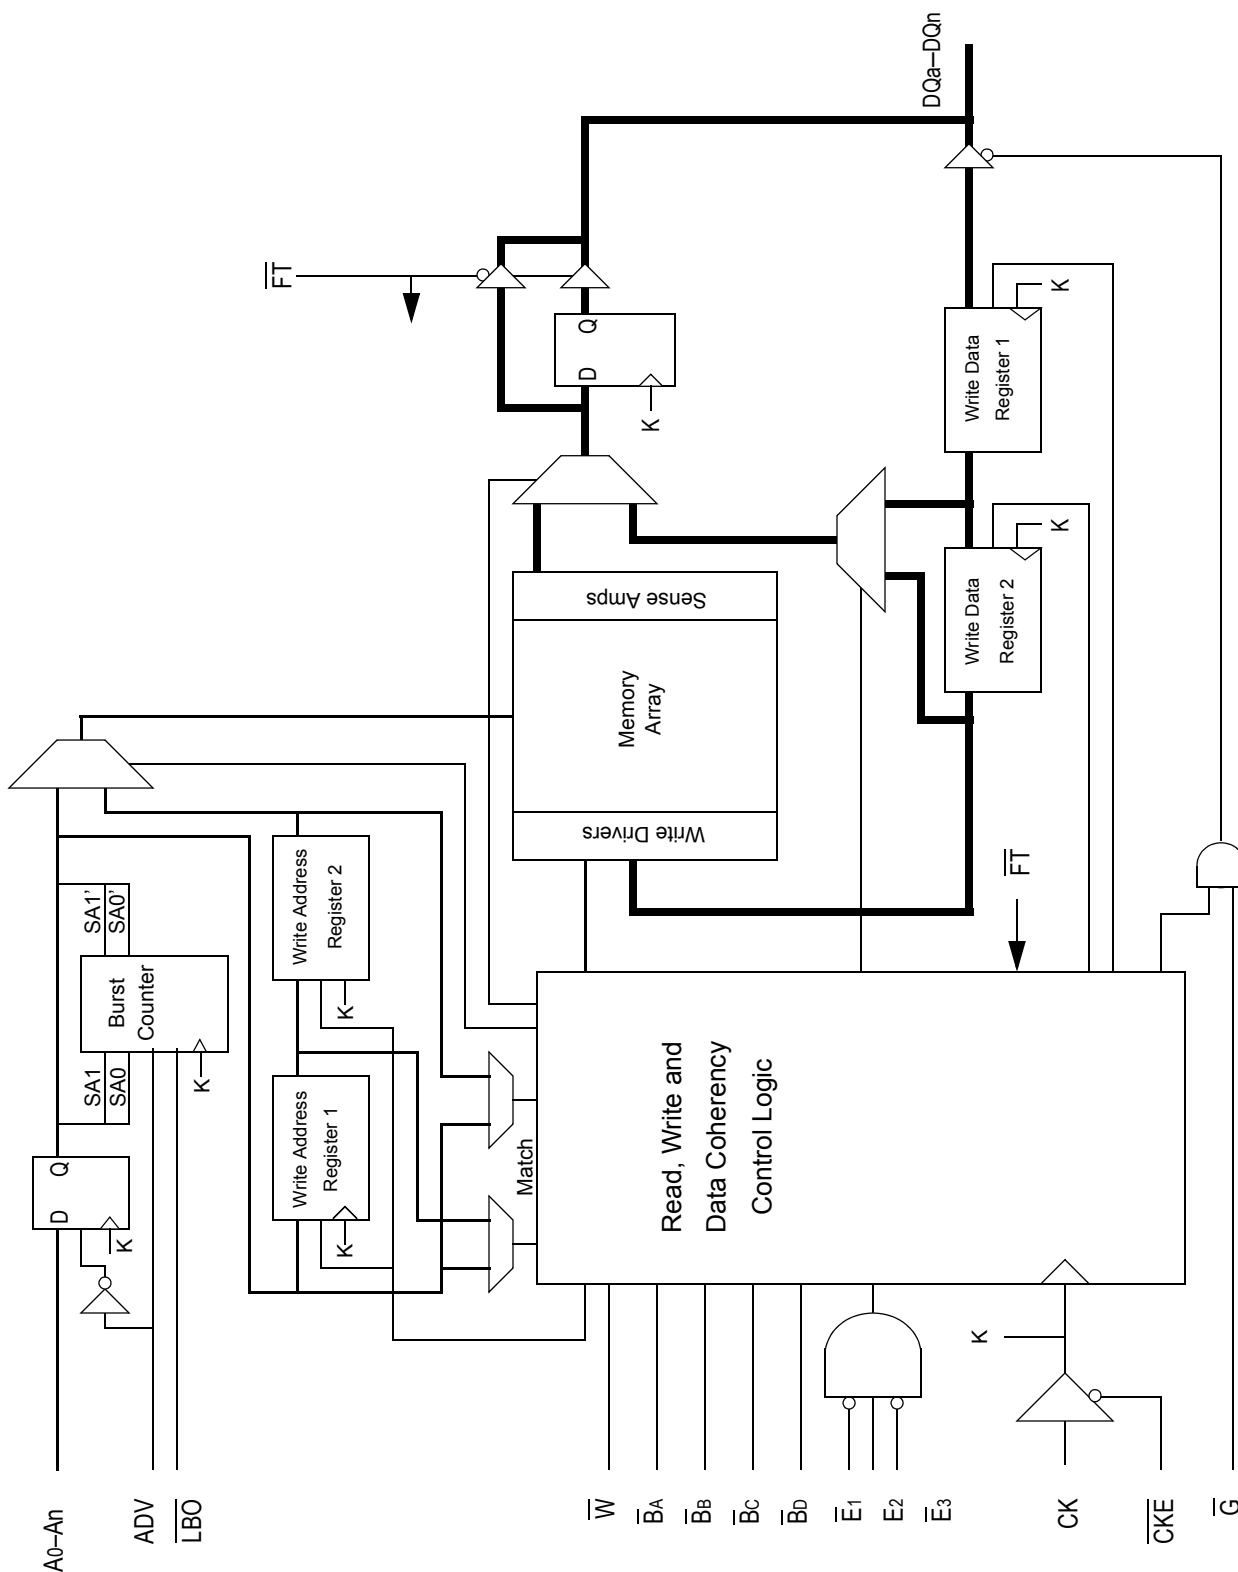 A0–An
ADV
LBO
W
BA
BB
BC
BD
E1
E2
E3
CK
CKE
G
D
Q
K
SA1
SA0
SA1’
SA0’
Burst
Counter
K
Write Address
Register 1
K
Write Address
Register 2
K
Match
Read, Write and
Data Coherency
Control Logic
K
FT
Write Drivers
Memory
Array
Sense Amps
Write Data
Register 2
K
Write Data
Register 1
K
D
Q
K
FT
DQa–DQn